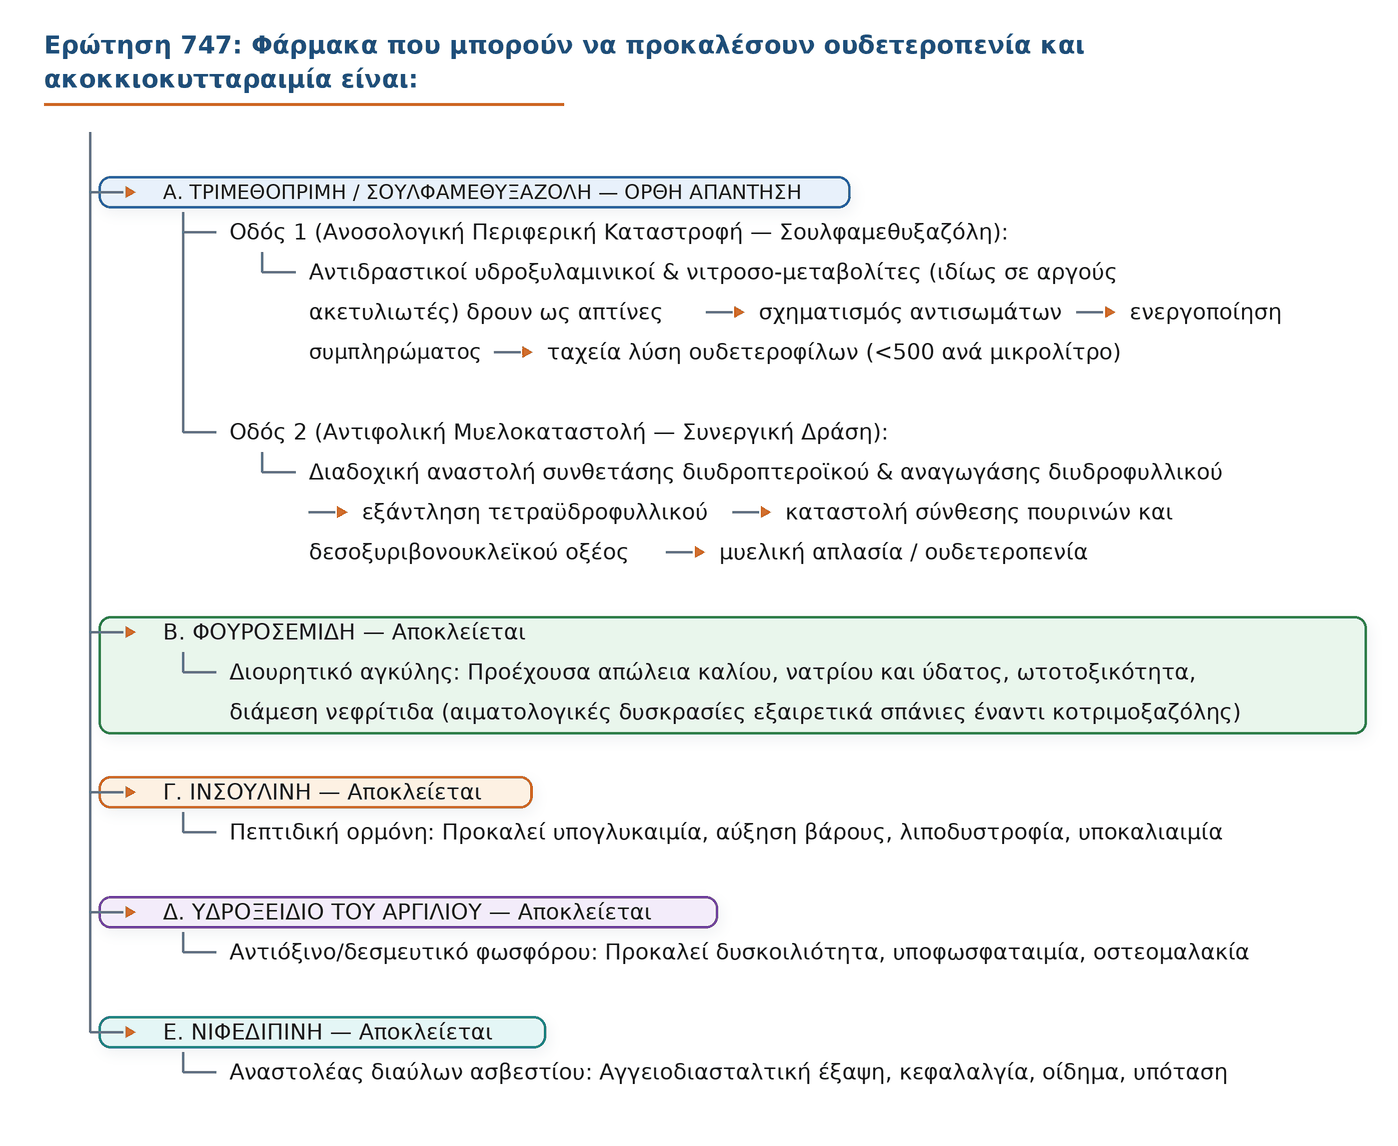 Ερώτηση 747: Φάρμακα που μπορούν να προκαλέσουν ουδετεροπενία και
ακοκκιοκυτταραιμία είναι:
Α. ΤΡΙΜΕΘΟΠΡΙΜΗ / ΣΟΥΛΦΑΜΕΘΥΞΑΖΟΛΗ — ΟΡΘΗ ΑΠΑΝΤΗΣΗ
Οδός 1 (Ανοσολογική Περιφερική Καταστροφή — Σουλφαμεθυξαζόλη):
Αντιδραστικοί υδροξυλαμινικοί & νιτροσο-μεταβολίτες (ιδίως σε αργούς
ακετυλιωτές) δρουν ως απτίνες → σχηματισμός αντισωμάτων → ενεργοποίηση
συμπληρώματος → ταχεία λύση ουδετεροφίλων (<500 ανά μικρολίτρο)
Οδός 2 (Αντιφολική Μυελοκαταστολή — Συνεργική Δράση):
Διαδοχική αναστολή συνθετάσης διυδροπτεροϊκού & αναγωγάσης διυδροφυλλικού
→ εξάντληση τετραϋδροφυλλικού → καταστολή σύνθεσης πουρινών και
δεσοξυριβονουκλεϊκού οξέος → μυελική απλασία / ουδετεροπενία
Β. ΦΟΥΡΟΣΕΜΙΔΗ — Αποκλείεται
Διουρητικό αγκύλης: Προέχουσα απώλεια καλίου, νατρίου και ύδατος, ωτοτοξικότητα,
διάμεση νεφρίτιδα (αιματολογικές δυσκρασίες εξαιρετικά σπάνιες έναντι κοτριμοξαζόλης)
Γ. ΙΝΣΟΥΛΙΝΗ — Αποκλείεται
Πεπτιδική ορμόνη: Προκαλεί υπογλυκαιμία, αύξηση βάρους, λιποδυστροφία, υποκαλιαιμία
Δ. ΥΔΡΟΞΕΙΔΙΟ ΤΟΥ ΑΡΓΙΛΙΟΥ — Αποκλείεται
Αντιόξινο/δεσμευτικό φωσφόρου: Προκαλεί δυσκοιλιότητα, υποφωσφαταιμία, οστεομαλακία
Ε. ΝΙΦΕΔΙΠΙΝΗ — Αποκλείεται
Αναστολέας διαύλων ασβεστίου: Αγγειοδιασταλτική έξαψη, κεφαλαλγία, οίδημα, υπόταση